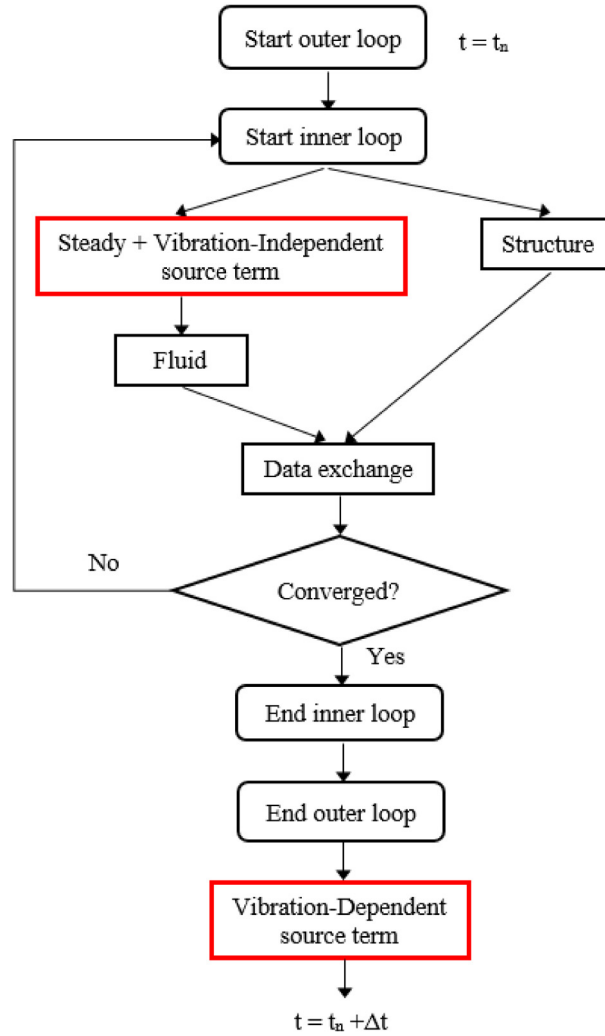 Start outer loop
t = tₙ
Start inner loop
Steady + Vibration-Independent
source term
Structure
Fluid
Data exchange
No
Converged?
Yes
End inner loop
End outer loop
Vibration-Dependent
source term
t = tₙ +Δt